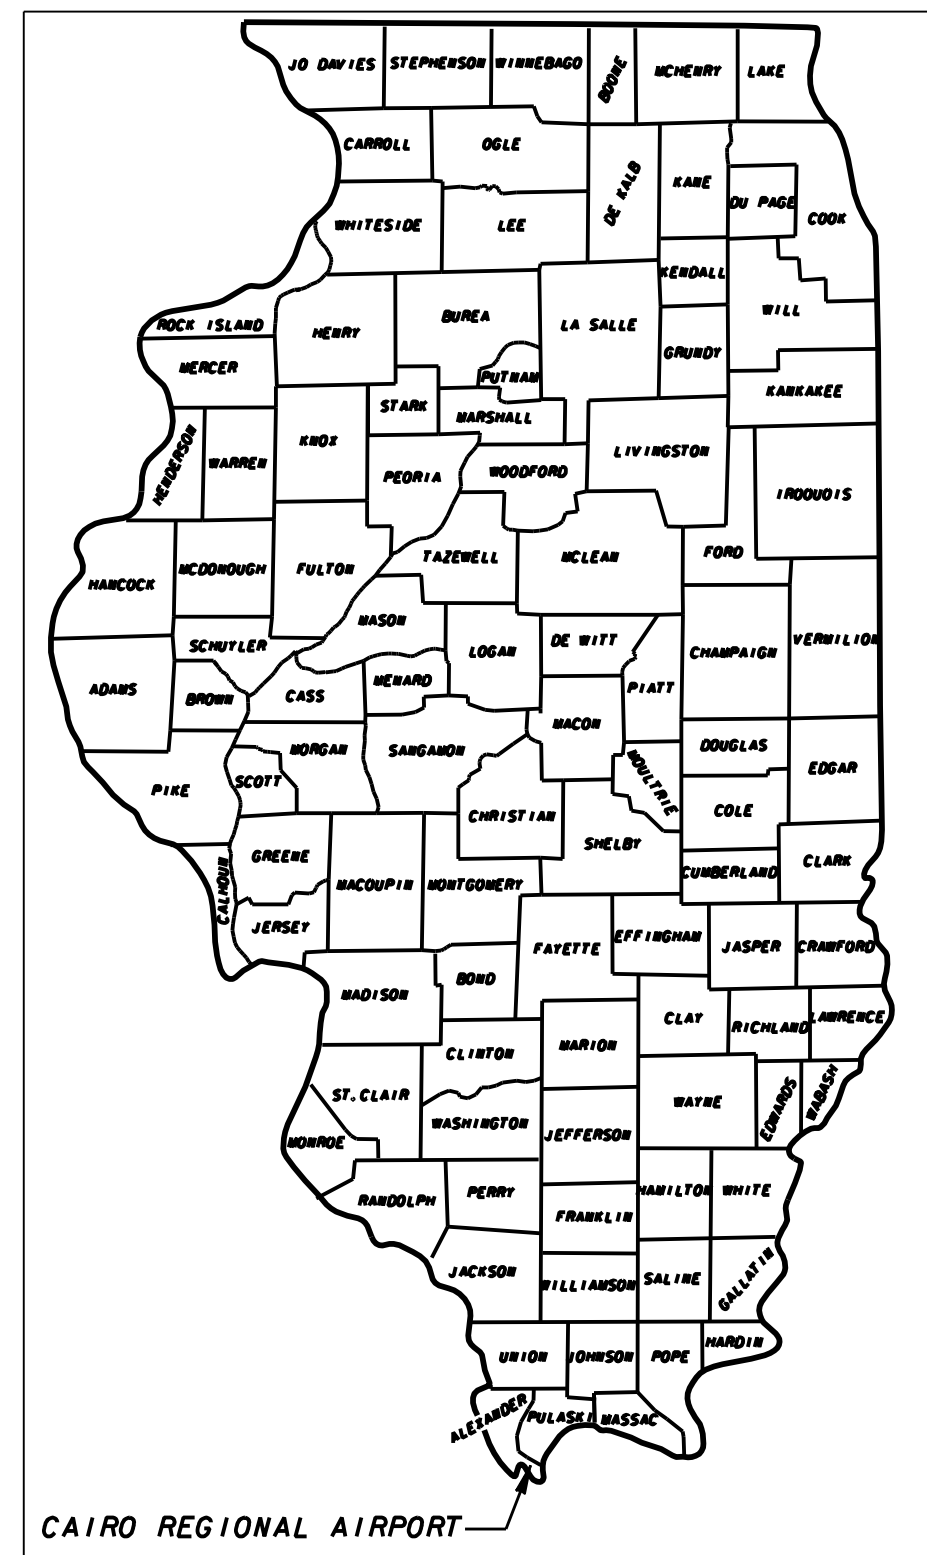 JO DAVIES
STEPHENSON
WINNEBAGO
BOONE
MCHENRY
LAKE
CARROLL
OGLE
DE KALB
KANE
DU PAGE
COOK
WHITESIDE
LEE
KENDALL
ROCK ISLAND
HENRY
BUREA
LA SALLE
WILL
GRUNDY
MERCER
PUTNAM
KANKAKEE
STARK
MARSHALL
HENDERSON
WARREN
KNOX
PEORIA
WOODFORD
LIVINGSTON
IROQUOIS
HANCOCK
MCDONOUGH
FULTON
TAZEWELL
MCLEAN
FORD
MASON
SCHUYLER
LOGAN
DE WITT
CHAMPAIGN
VERMILION
ADAMS
BROWN
CASS
MENARD
PIATT
MACON
MORGAN
SANGAMON
DOUGLAS
EDGAR
PIKE
SCOTT
MOULTRIE
CHRISTIAN
COLE
SHELBY
GREENE
CLARK
CALHOUN
MACOUPIN
MONTGOMERY
CUMBERLAND
JERSEY
FAYETTE
EFFINGHAM
JASPER
CRAWFORD
MADISON
BOND
CLAY
RICHLAND
LAWRENCE
CLINTON
MARION
ST.CLAIR
WAYNE
EDWARDS
WABASH
MONROE
WASHINGTON
JEFFERSON
RANDOLPH
PERRY
HAMILTON
WHITE
FRANKLIN
JACKSON
WILLIAMSON
SALINE
GALLATIN
UNION
JOHNSON
POPE
HARDIN
ALEXANDER
PULASKI
MASSAC
CAIRO REGIONAL AIRPORT